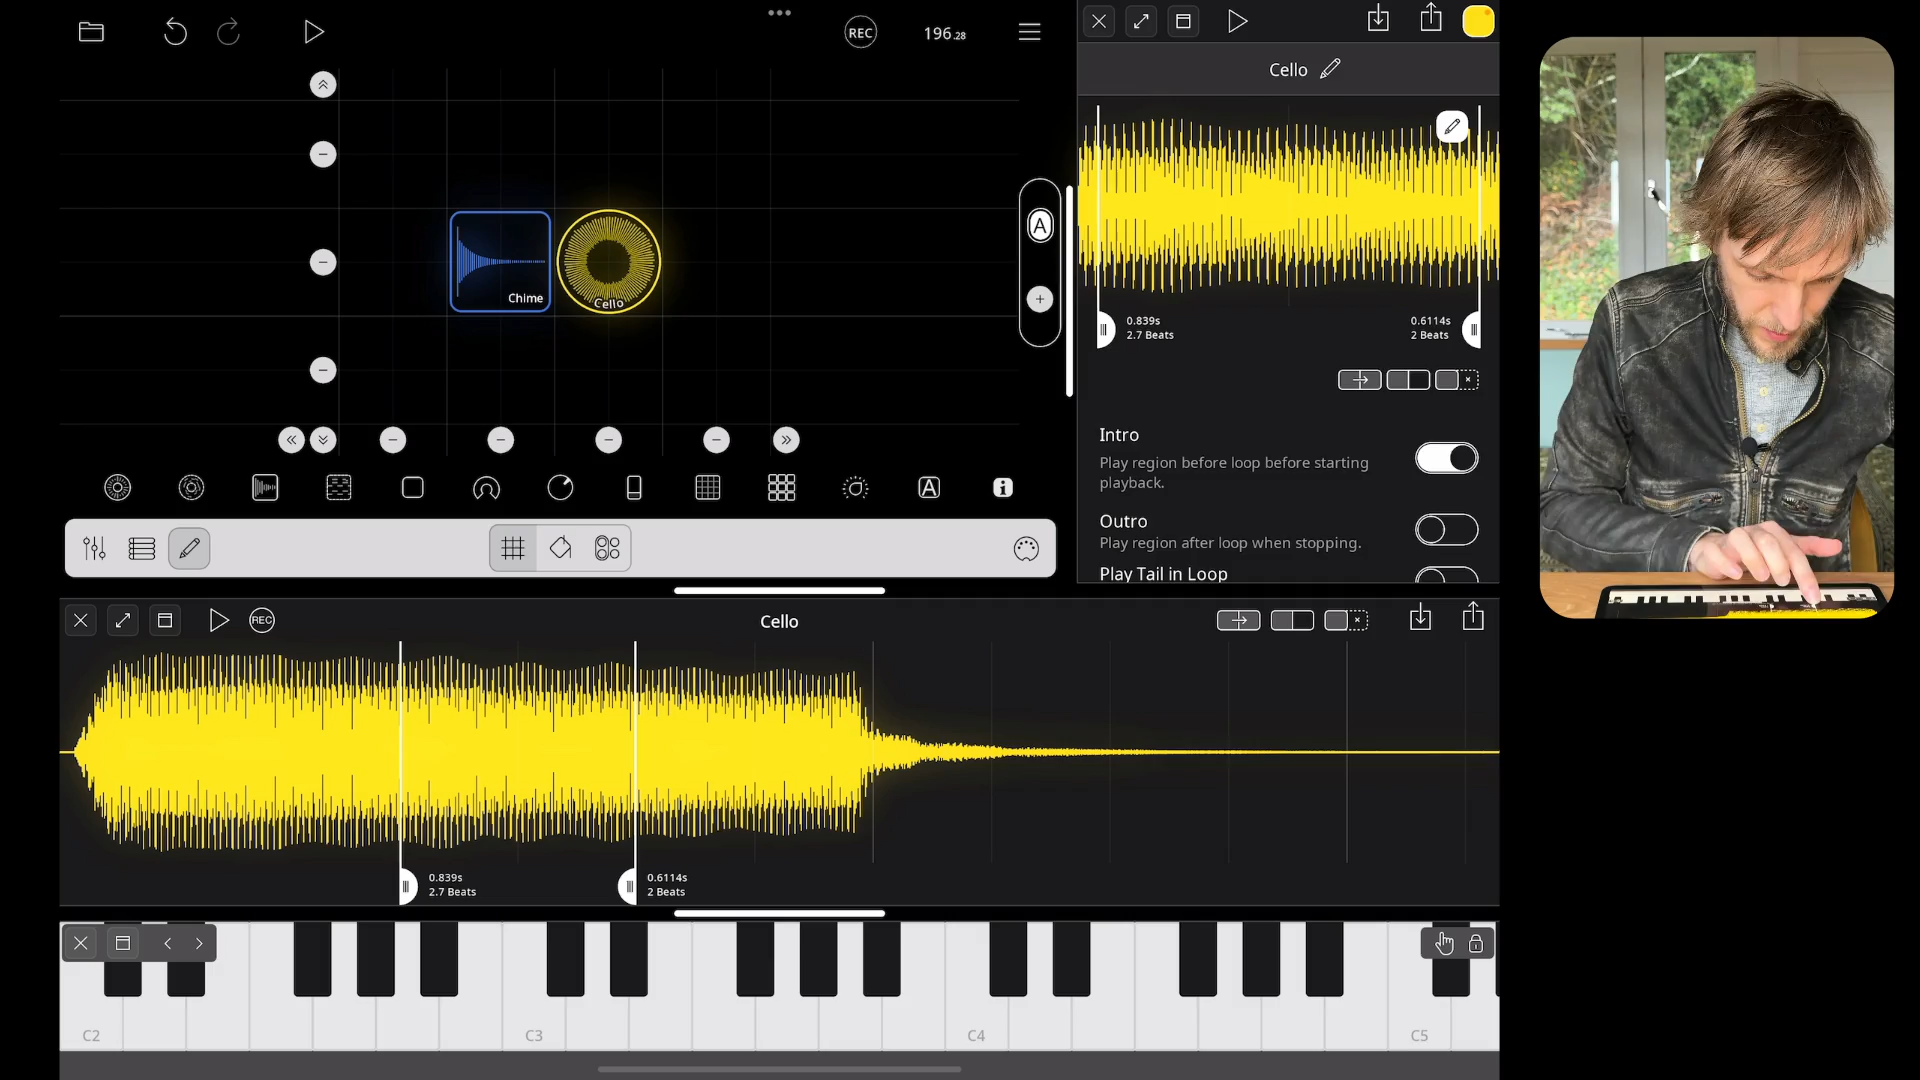 REC
196.28
Cello
Chime
Cello
A
0.839s
2.7 Beats
0.6114s
2 Beats
Intro
Play region before loop before starting
playback.
Outro
Play region after loop when stopping.
Play Tail in Loop
A
i
REC
Cello
0.839s
2.7 Beats
0.6114s
2 Beats
C2
C3
C4
C5